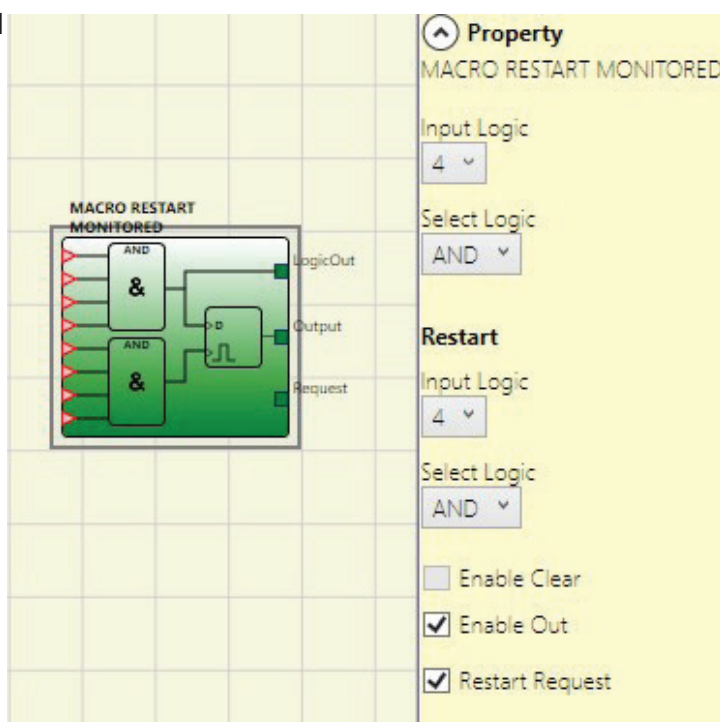 Property
MACRO RESTART MONITORED
Input Logic
4
Select Logic
AND
Restart
Input Logic
4
Select Logic
AND
Enable Clear
Enable Out
Restart Request
MACRO RESTART
MONITORED
AND
&
LogicOut
D
Output
AND
&
Request